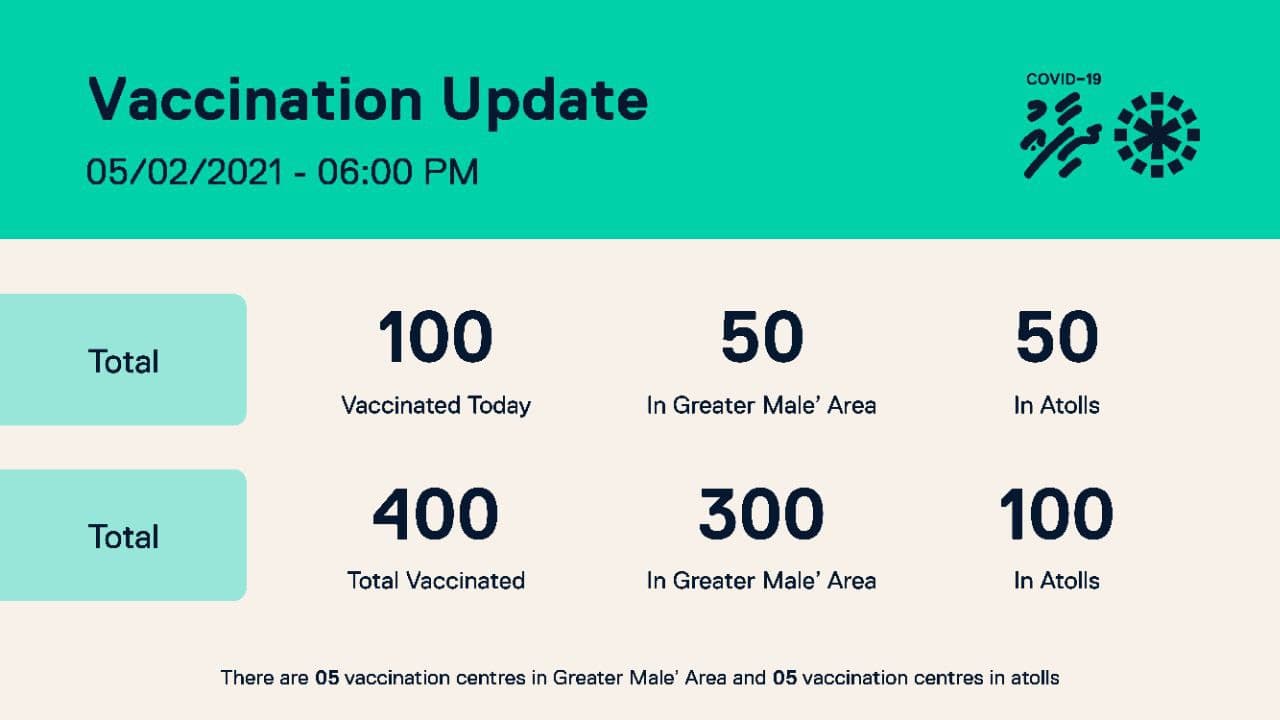 Vaccination Update
05/02/2021 - 06:00 PM
COVID-19
Total
100
50
50
Vaccinated Today
In Greater Male’ Area
In Atolls
Total
400
300
100
Total Vaccinated
In Greater Male’ Area
In Atolls
There are 05 vaccination centres in Greater Male’ Area and 05 vaccination centres in atolls